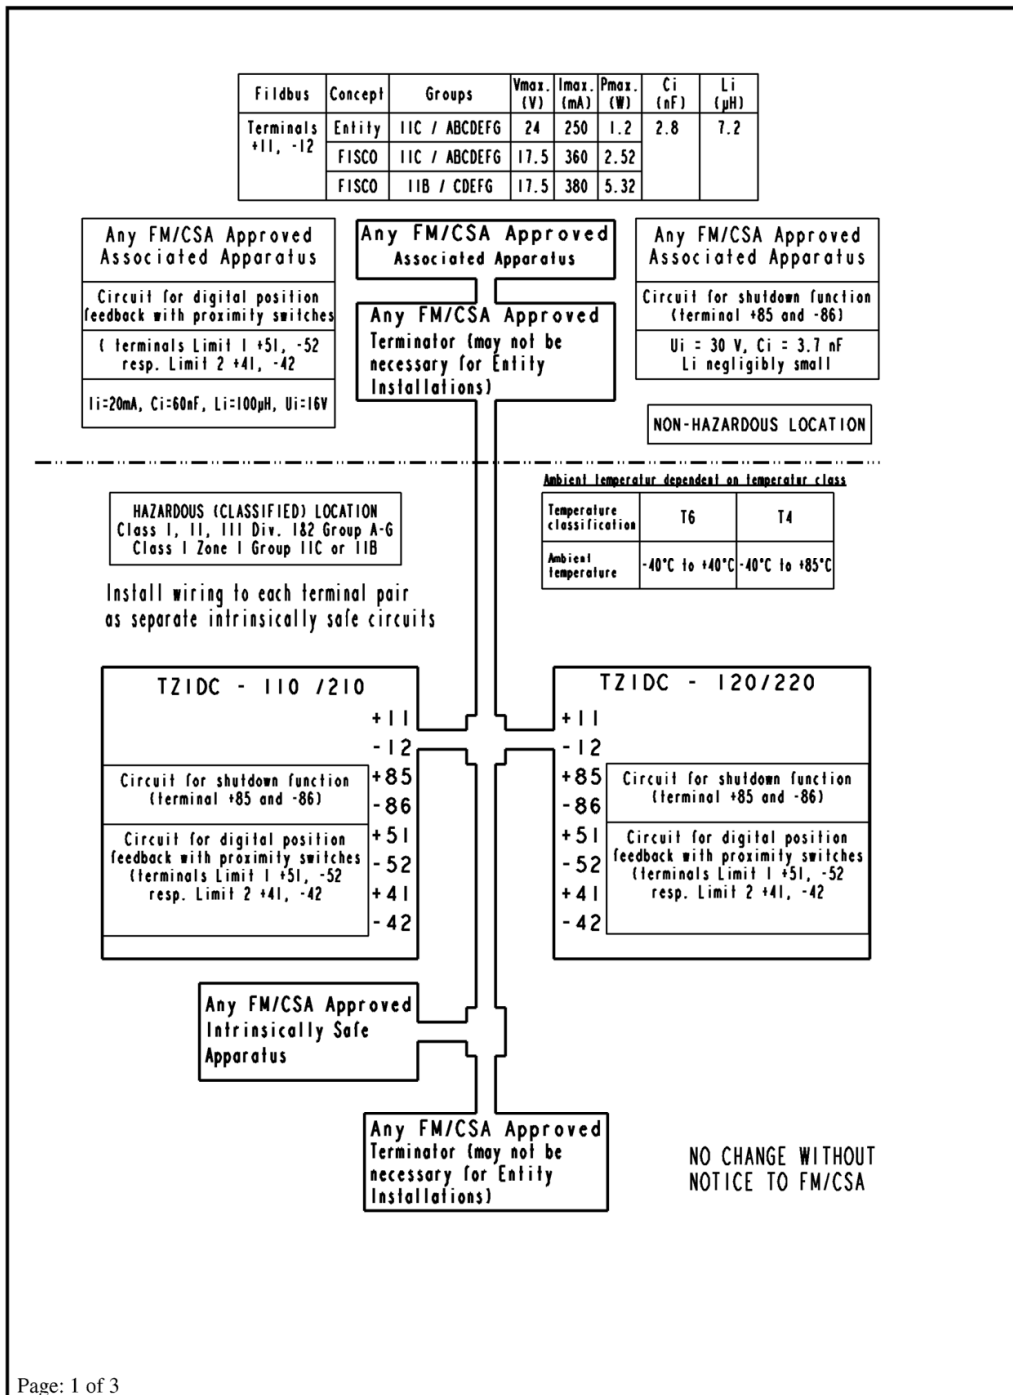 Fildbus Concept Groups Vmax. (V) Imax. (mA) Pmax. (W) Ci (nF) Li (µH)
Terminals +11, -12 Entity IIC / ABCDEFG 24 250 1.2 2.8 7.2
FISCO IIC / ABCDEFG 17.5 360 2.52
FISCO IIB / CDEFG 17.5 380 5.32
Any FM/CSA Approved
Associated Apparatus
Circuit for digital position
feedback with proximity switches
( terminals Limit 1 +51, -52
resp. Limit 2 +41, -42
Ii=20mA, Ci=60nF, Li=100µH, Ui=16V
Any FM/CSA Approved
Associated Apparatus
Any FM/CSA Approved
Terminator (may not be
necessary for Entity
Installations)
Any FM/CSA Approved
Associated Apparatus
Circuit for shutdown function
(terminal +85 and -86)
Ui = 30 V, Ci = 3.7 nF
Li negligibly small
NON-HAZARDOUS LOCATION
HAZARDOUS (CLASSIFIED) LOCATION
Class I, II, III Div. 1&2 Group A-G
Class I Zone 1 Group IIC or IIB
Install wiring to each terminal pair
as separate intrinsically safe circuits
Ambient temperatur dependent on temperatur class
Temperature classification T6 T4
Ambient temperature -40°C to +40°C -40°C to +85°C
TZIDC - 110 /210
+11
-12
+85
-86
+51
-52
+41
-42
Circuit for shutdown function
(terminal +85 and -86)
Circuit for digital position
feedback with proximity switches
(terminals Limit 1 +51, -52
resp. Limit 2 +41, -42
TZIDC - 120/220
+11
-12
+85
-86
+51
-52
+41
-42
Circuit for shutdown function
(terminal +85 and -86)
Circuit for digital position
feedback with proximity switches
(terminals Limit 1 +51, -52
resp. Limit 2 +41, -42
Any FM/CSA Approved
Intrinsically Safe
Apparatus
Any FM/CSA Approved
Terminator (may not be
necessary for Entity
Installations)
NO CHANGE WITHOUT
NOTICE TO FM/CSA
Page: 1 of 3